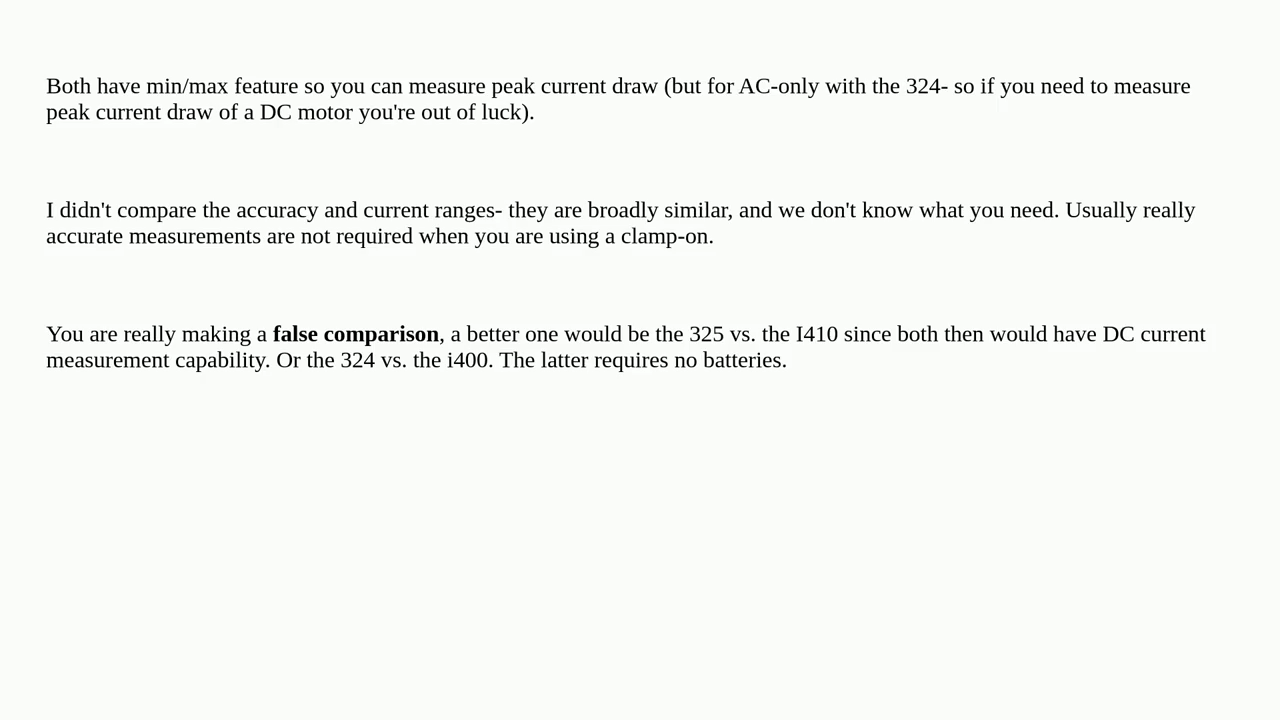 Both have min/max feature so you can measure peak current draw (but for AC-only with the 324- so if you need to measure
peak current draw of a DC motor you're out of luck).
I didn't compare the accuracy and current ranges- they are broadly similar, and we don't know what you need. Usually really
accurate measurements are not required when you are using a clamp-on.
You are really making a false comparison, a better one would be the 325 vs. the I410 since both then would have DC current
measurement capability. Or the 324 vs. the i400. The latter requires no batteries.